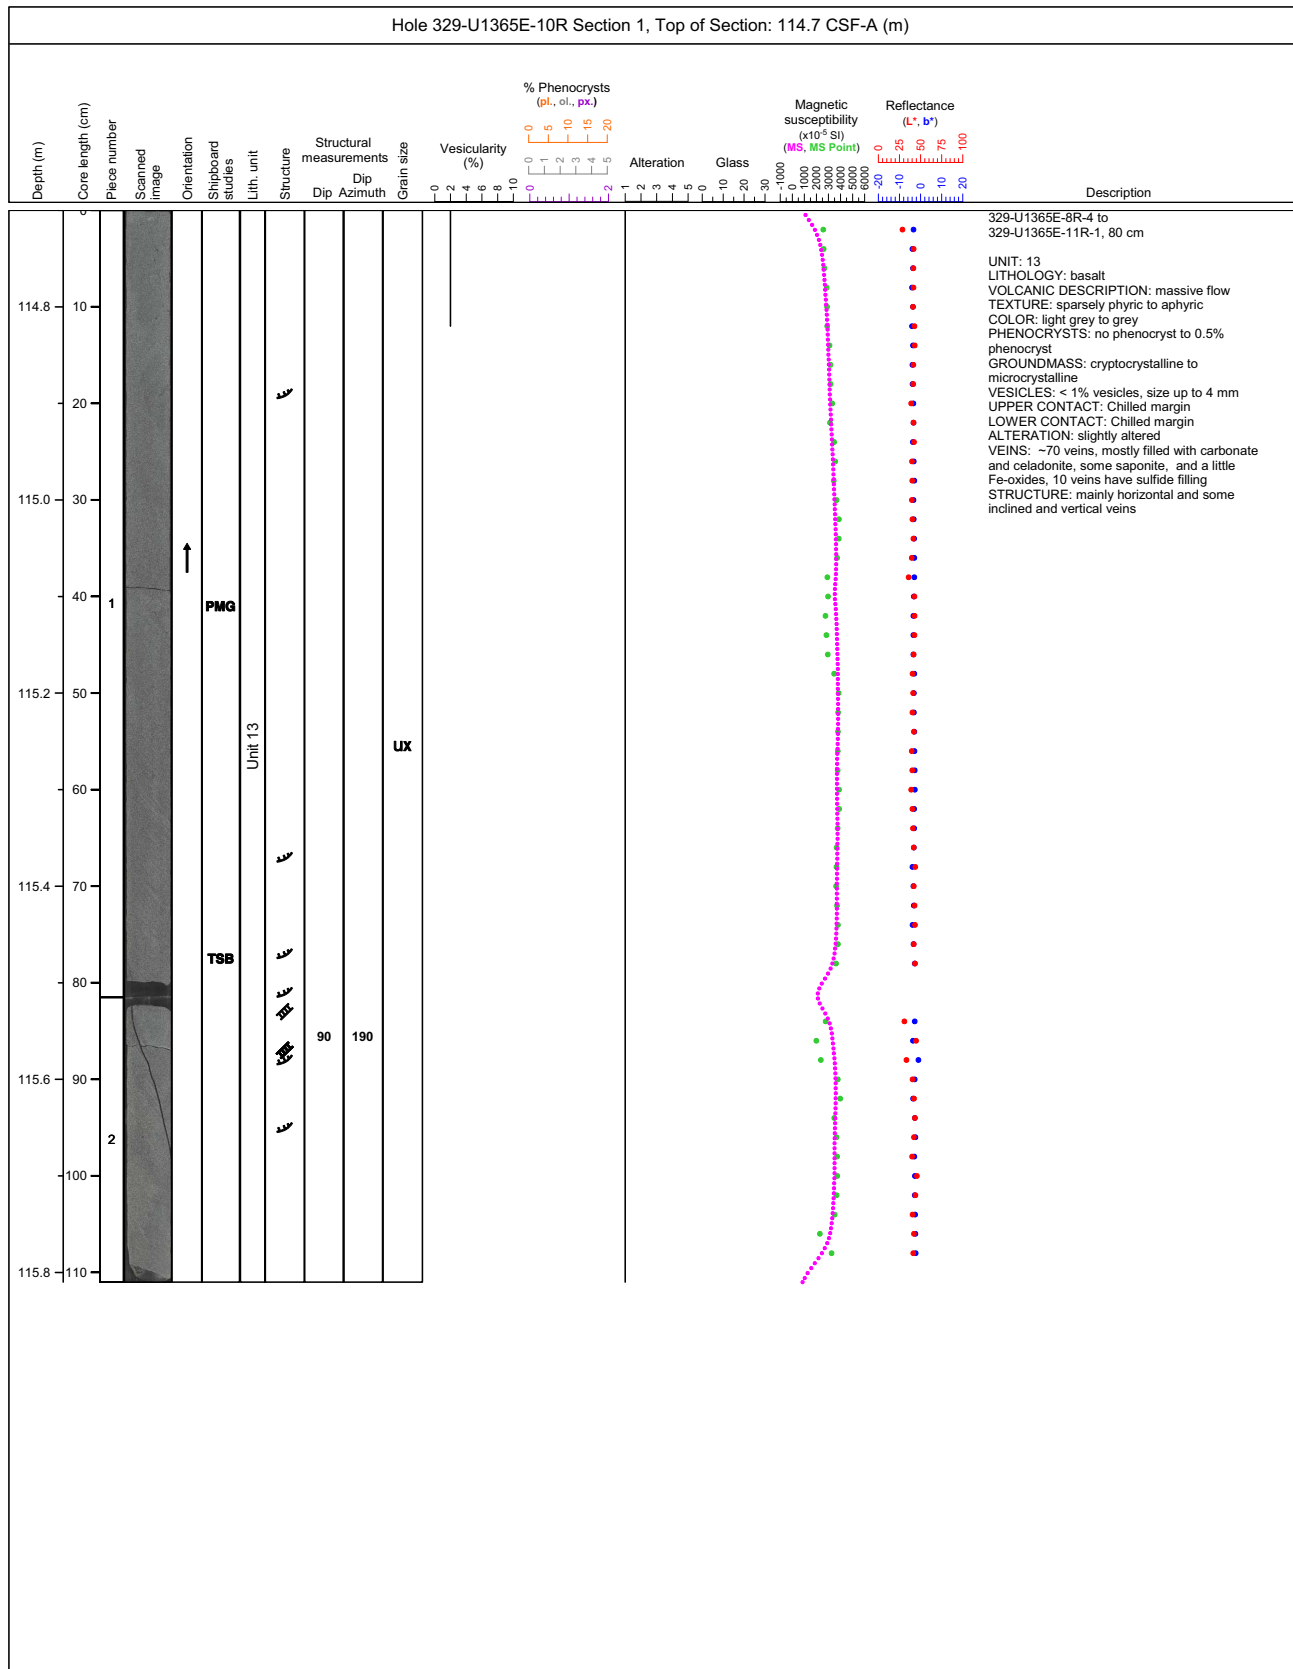 Hole 329-U1365E-10R Section 1, Top of Section: 114.7 CSF-A (m)
Depth (m)
Core length (cm)
Piece number
Scanned
image
Orientation
Shipboard
studies
Lith. unit
Structure
Structural
measurements
Dip
Dip
Azimuth
Grain size
Vesicularity
(%)
0 2 4 6 8 10
% Phenocrysts
(pl., ol., px.)
0 5 10 15 20
0 1 2 3 4 5
0 2
Alteration
1 2 3 4 5
Glass
0 10 20 30
Magnetic
susceptibility
(x10-5 SI)
(MS, MS Point)
-1000 0 1000 2000 3000 4000 5000 6000
Reflectance
(L*, b*)
0 25 50 75 100
-20 -10 0 10 20
Description
0
114.8 10
20
115.0 30
40
115.2 50
60
115.4 70
80
115.6 90
100
115.8 110
1
2
PMG
TSB
Unit 13
90 190
UX
329-U1365E-8R-4 to
329-U1365E-11R-1, 80 cm
UNIT: 13
LITHOLOGY: basalt
VOLCANIC DESCRIPTION: massive flow
TEXTURE: sparsely phyric to aphyric
COLOR: light grey to grey
PHENOCRYSTS: no phenocryst to 0.5%
phenocryst
GROUNDMASS: cryptocrystalline to
microcrystalline
VESICLES: < 1% vesicles, size up to 4 mm
UPPER CONTACT: Chilled margin
LOWER CONTACT: Chilled margin
ALTERATION: slightly altered
VEINS: ~70 veins, mostly filled with carbonate
and celadonite, some saponite, and a little
Fe-oxides, 10 veins have sulfide filling
STRUCTURE: mainly horizontal and some
inclined and vertical veins